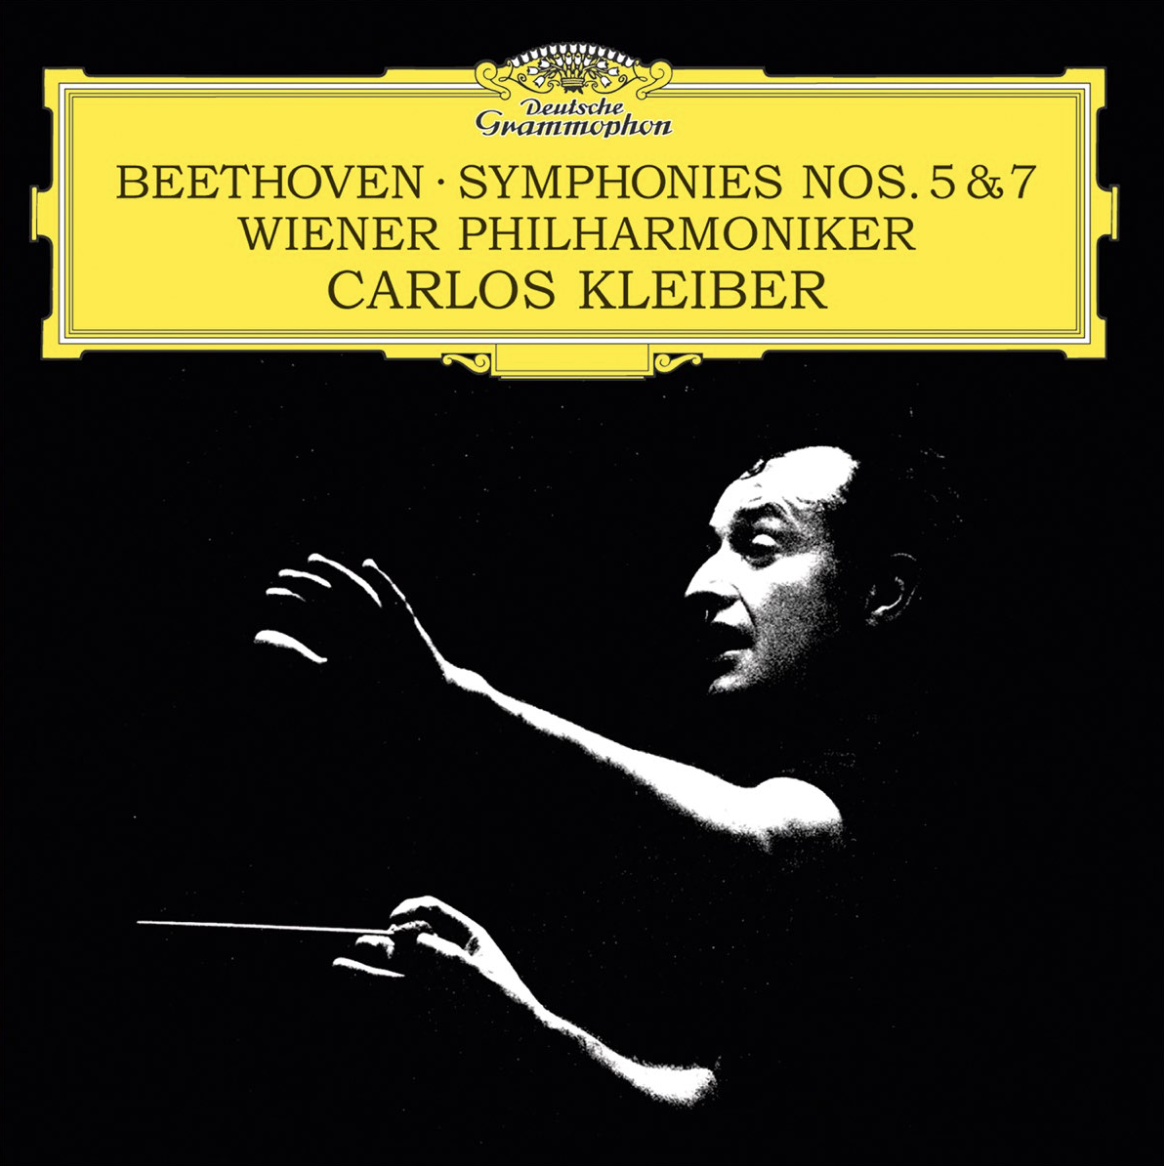 Deutsche
Grammophon
BEETHOVEN · SYMPHONIES NOS. 5 & 7
WIENER PHILHARMONIKER
CARLOS KLEIBER